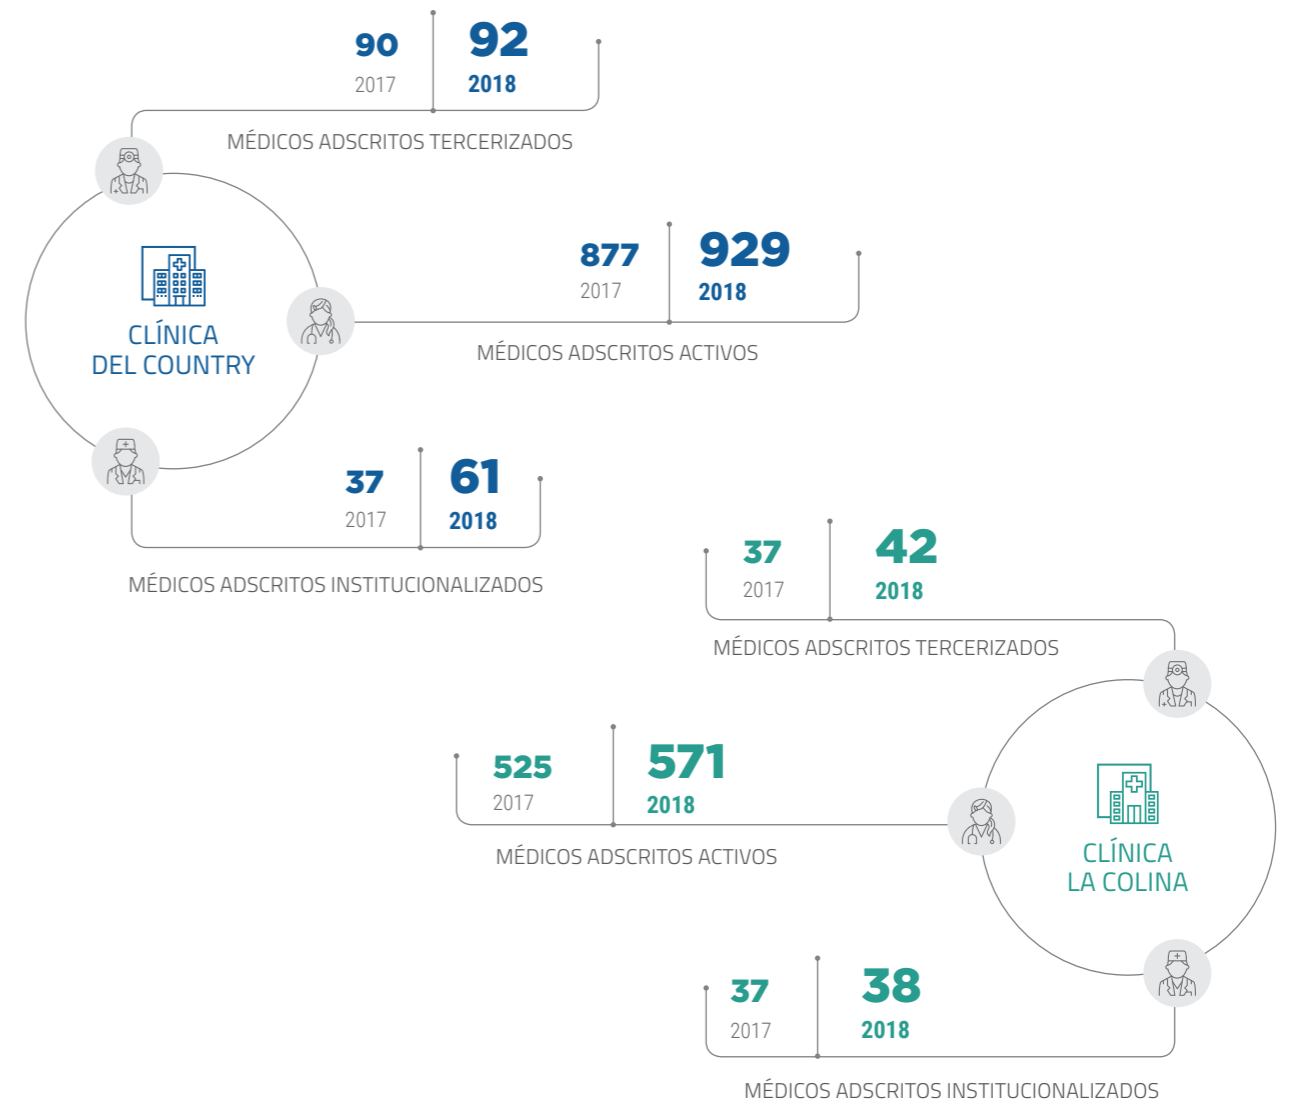 90
92
2017
2018
MÉDICOS ADSCRITOS TERCERIZADOS
877
929
2017
2018
MÉDICOS ADSCRITOS ACTIVOS
CLÍNICA
DEL COUNTRY
37
61
2017
2018
MÉDICOS ADSCRITOS INSTITUCIONALIZADOS
37
42
2017
2018
MÉDICOS ADSCRITOS TERCERIZADOS
525
571
2017
2018
MÉDICOS ADSCRITOS ACTIVOS
CLÍNICA
LA COLINA
37
38
2017
2018
MÉDICOS ADSCRITOS INSTITUCIONALIZADOS